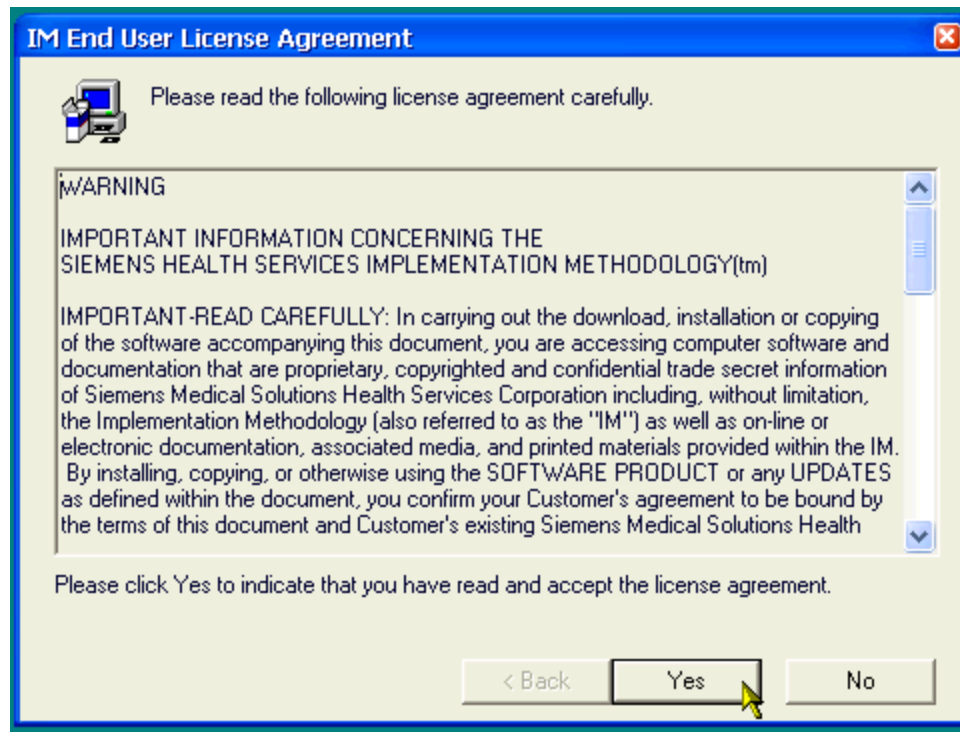 IM End User License Agreement
Please read the following license agreement carefully.
WARNING
IMPORTANT INFORMATION CONCERNING THE
SIEMENS HEALTH SERVICES IMPLEMENTATION METHODOLOGY(tm)
IMPORTANT-READ CAREFULLY: In carrying out the download, installation or copying
of the software accompanying this document, you are accessing computer software and
documentation that are proprietary, copyrighted and confidential trade secret information
of Siemens Medical Solutions Health Services Corporation including, without limitation,
the Implementation Methodology (also referred to as the "IM") as well as on-line or
electronic documentation, associated media, and printed materials provided within the IM.
By installing, copying, or otherwise using the SOFTWARE PRODUCT or any UPDATES
as defined within the document, you confirm your Customer's agreement to be bound by
the terms of this document and Customer's existing Siemens Medical Solutions Health
Please click Yes to indicate that you have read and accept the license agreement.
< Back
Yes
No